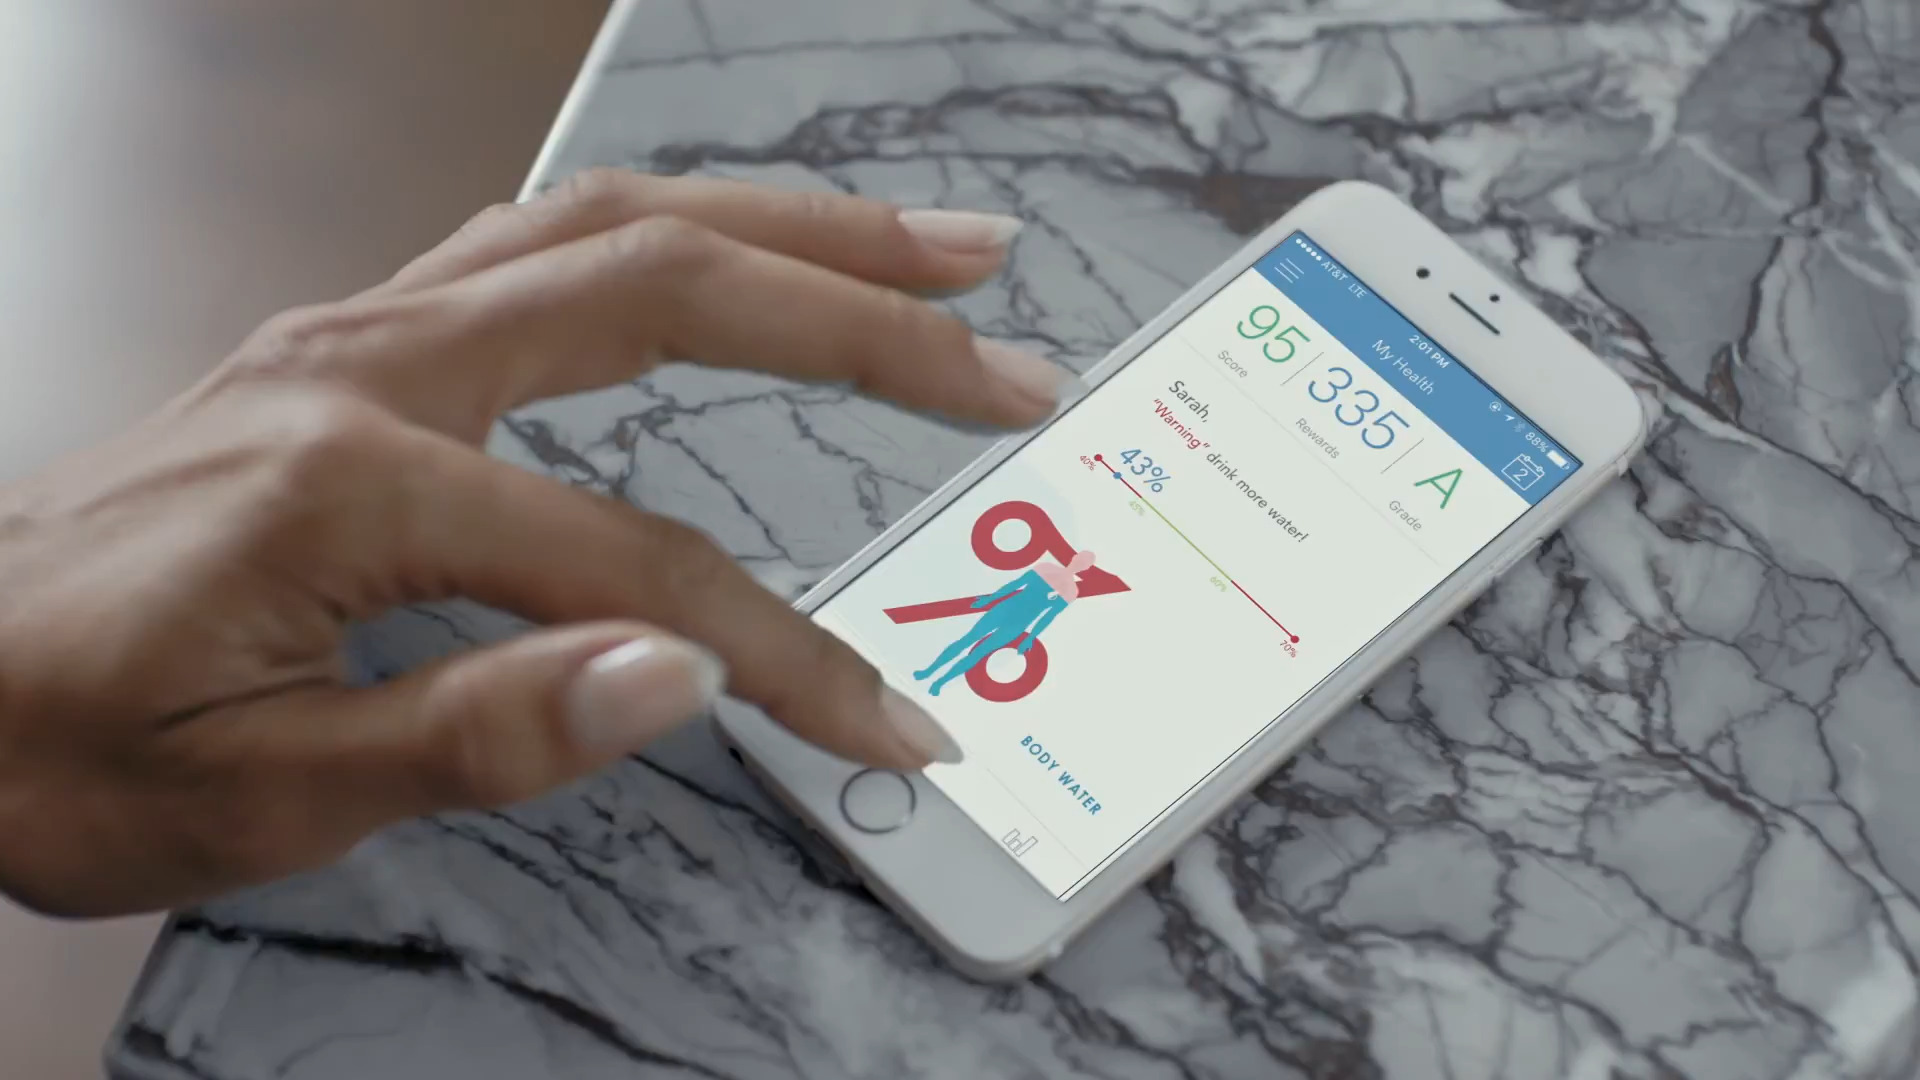 AT&T LTE 2:01 PM 88%
My Health
2
95 335 A
Score Rewards Grade
Sarah,
"Warning" drink more water!
43%
40% 45% 60% 70%
%
BODY WATER